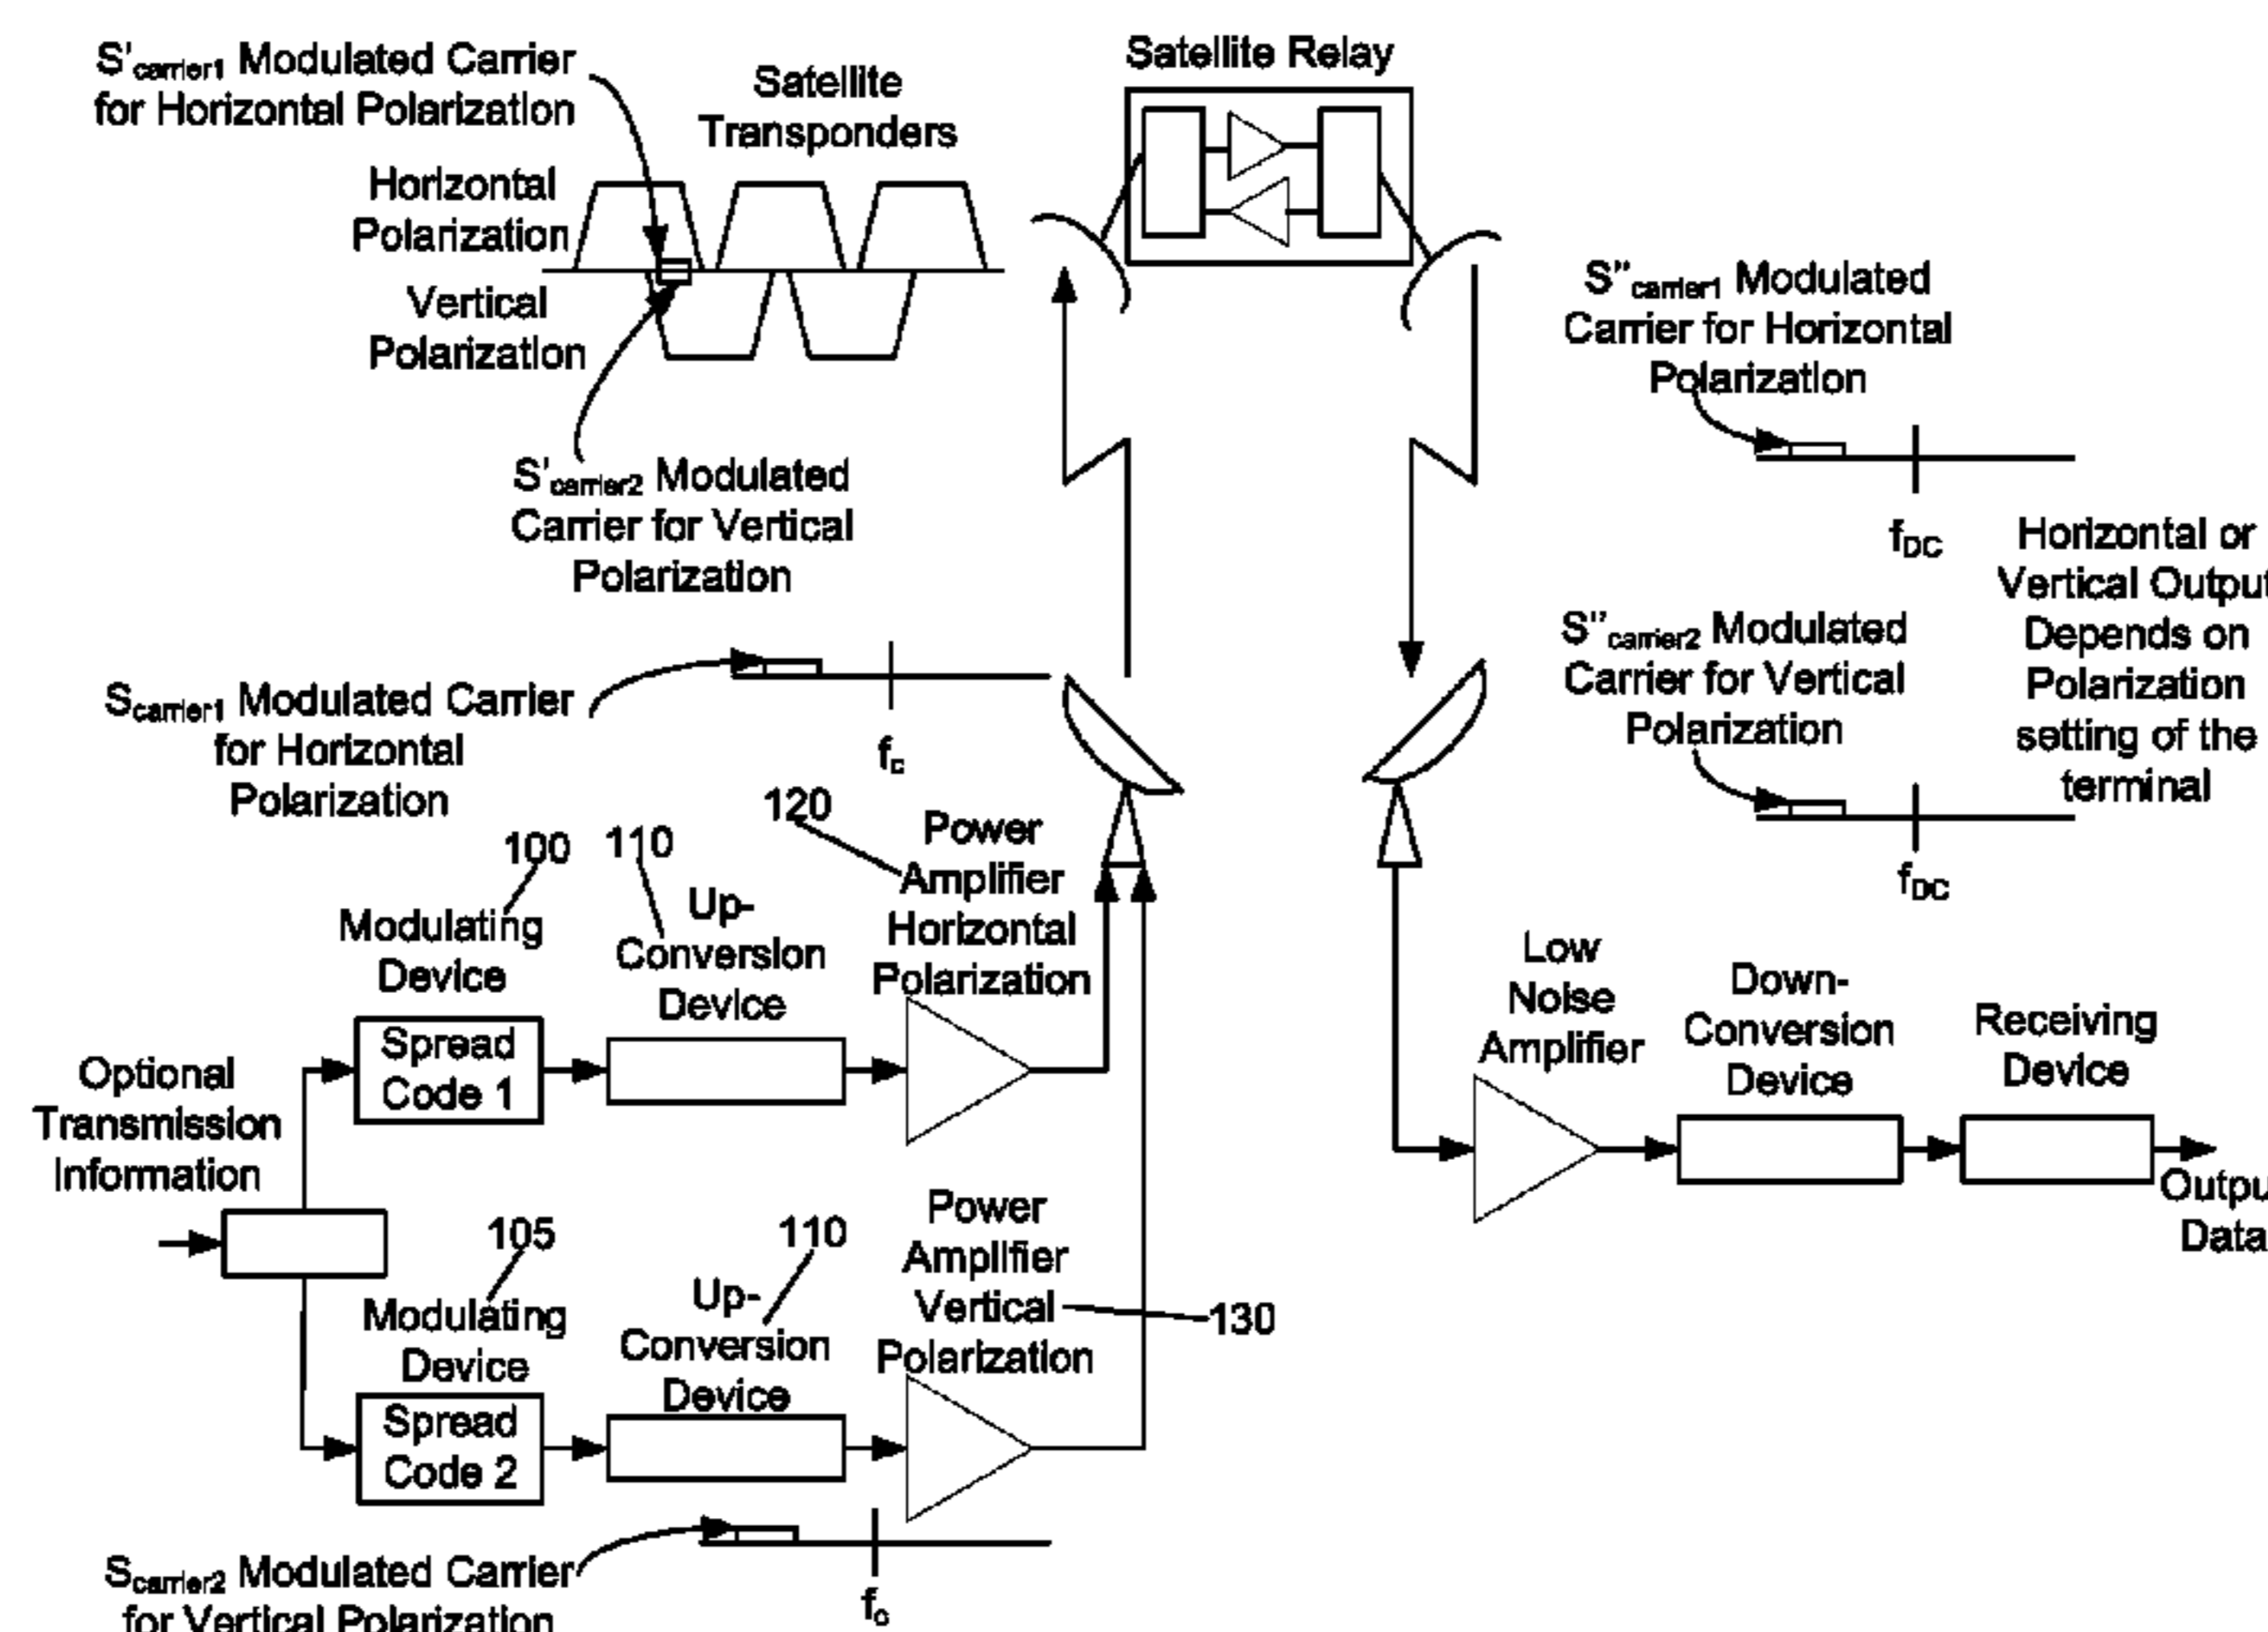 S'carrier1 Modulated Carrier
for Horizontal Polarization
Satellite
Transponders
Satellite Relay
Horizontal
Polarization
Vertical
Polarization
S'carrier2 Modulated
Carrier for Vertical
Polarization
S"carrier1 Modulated
Carrier for Horizontal
Polarization
fDC
Horizontal or
Vertical Output
Depends on
Polarization
setting of the
terminal
S"carrier2 Modulated
Carrier for Vertical
Polarization
fDC
Scarrier1 Modulated Carrier
for Horizontal
Polarization
fc
120
Power
Amplifier
Horizontal
Polarization
100
Modulating
Device
110
Up-
Conversion
Device
Spread
Code 1
Optional
Transmission
Information
Low
Noise
Amplifier
Down-
Conversion
Device
Receiving
Device
Outpu
Data
105
Modulating
Device
110
Up-
Conversion
Device
Power
Amplifier
Vertical
Polarization
130
Spread
Code 2
Scarrier2 Modulated Carrier
for Vertical Polarization
fc